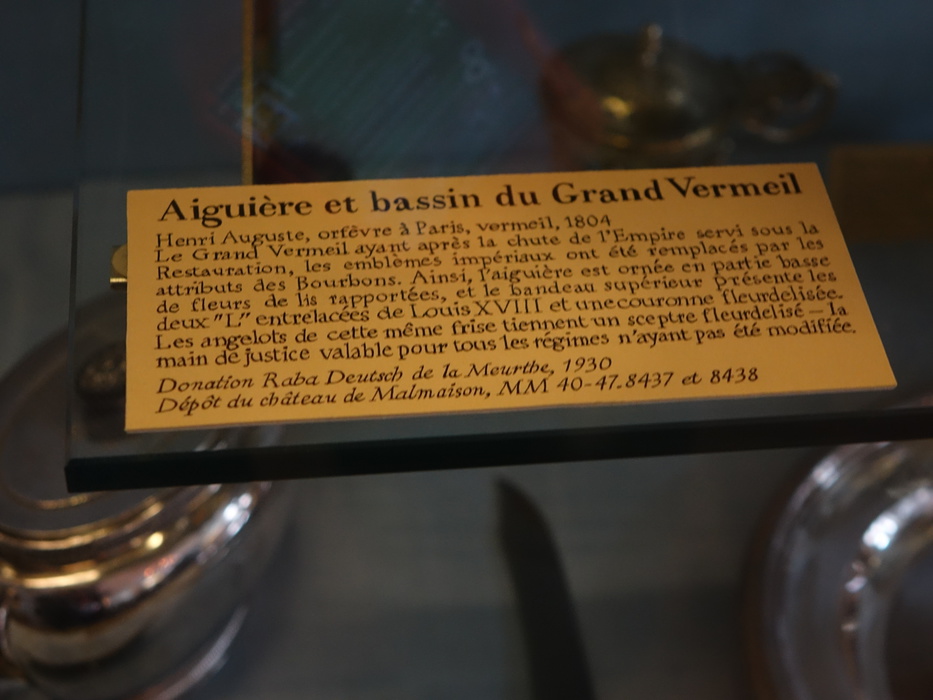 Aiguière et bassin du Grand Vermeil
Henri Auguste, orfèvre à Paris, vermeil, 1804
Le Grand Vermeil ayant après la chute de l'Empire servi sous la
Restauration, les emblèmes impériaux ont été remplacés par les
attributs des Bourbons. Ainsi, l'aiguière est ornée en partie basse
de fleurs de lis rapportées, et le bandeau supérieur présente les
deux "L" entrelacées de Louis XVIII et une couronne fleurdelisée.
Les angelots de cette même frise tiennent un sceptre fleurdelisé – la
main de justice valable pour tous les régimes n'ayant pas été modifiée.
Donation Raba Deutsch de la Meurthe, 1930
Dépôt du château de Malmaison, MM 40-47.8437 et 8438